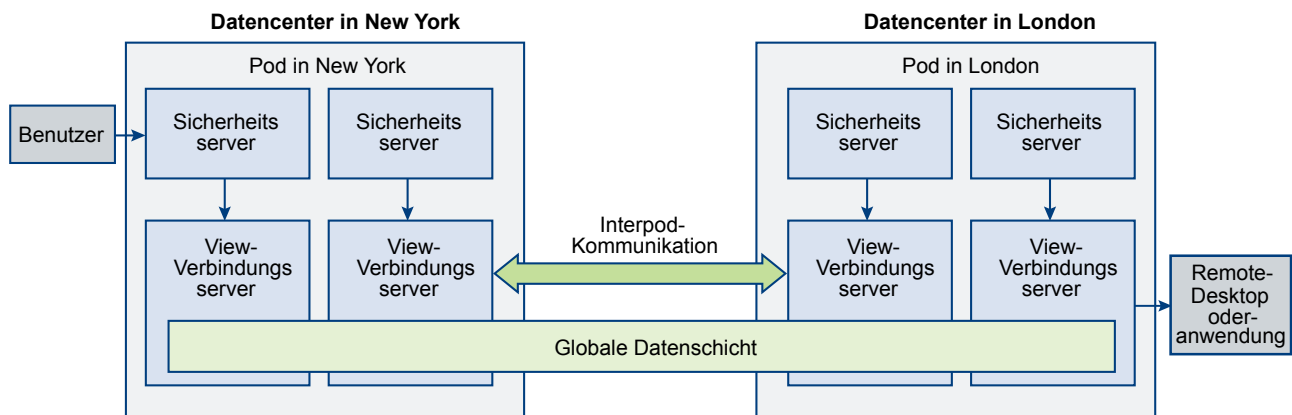 Datencenter in New York
Datencenter in London
Pod in New York
Pod in London
Benutzer
Sicherheits
server
Sicherheits
server
Sicherheits
server
Sicherheits
server
View-
Verbindungs
server
View-
Verbindungs
server
Interpod-
Kommunikation
View-
Verbindungs
server
View-
Verbindungs
server
Remote-
Desktop
oder-
anwendung
Globale Datenschicht